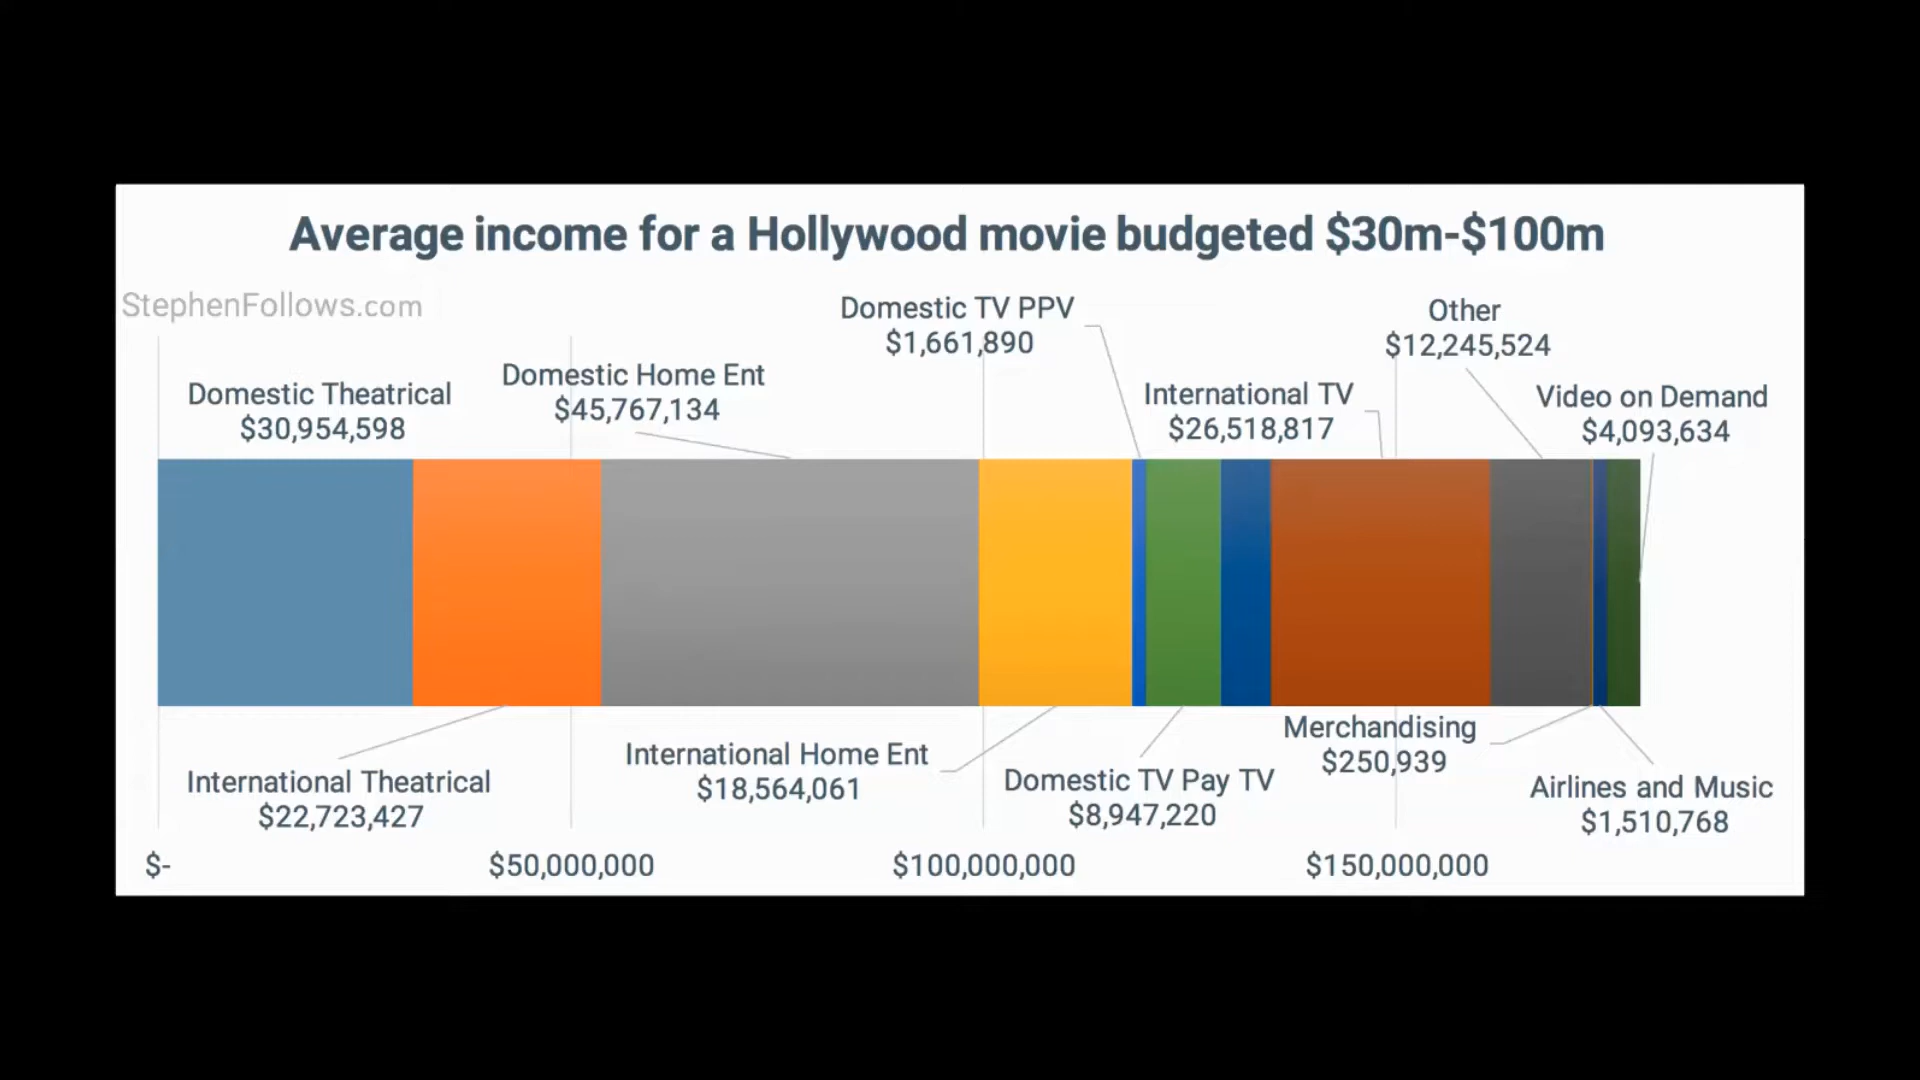 Average income for a Hollywood movie budgeted $30m-$100m
StephenFollows.com
Domestic Theatrical
$30,954,598
Domestic Home Ent
$45,767,134
Domestic TV PPV
$1,661,890
International TV
$26,518,817
Other
$12,245,524
Video on Demand
$4,093,634
International Theatrical
$22,723,427
International Home Ent
$18,564,061
Domestic TV Pay TV
$8,947,220
Merchandising
$250,939
Airlines and Music
$1,510,768
$-
$50,000,000
$100,000,000
$150,000,000